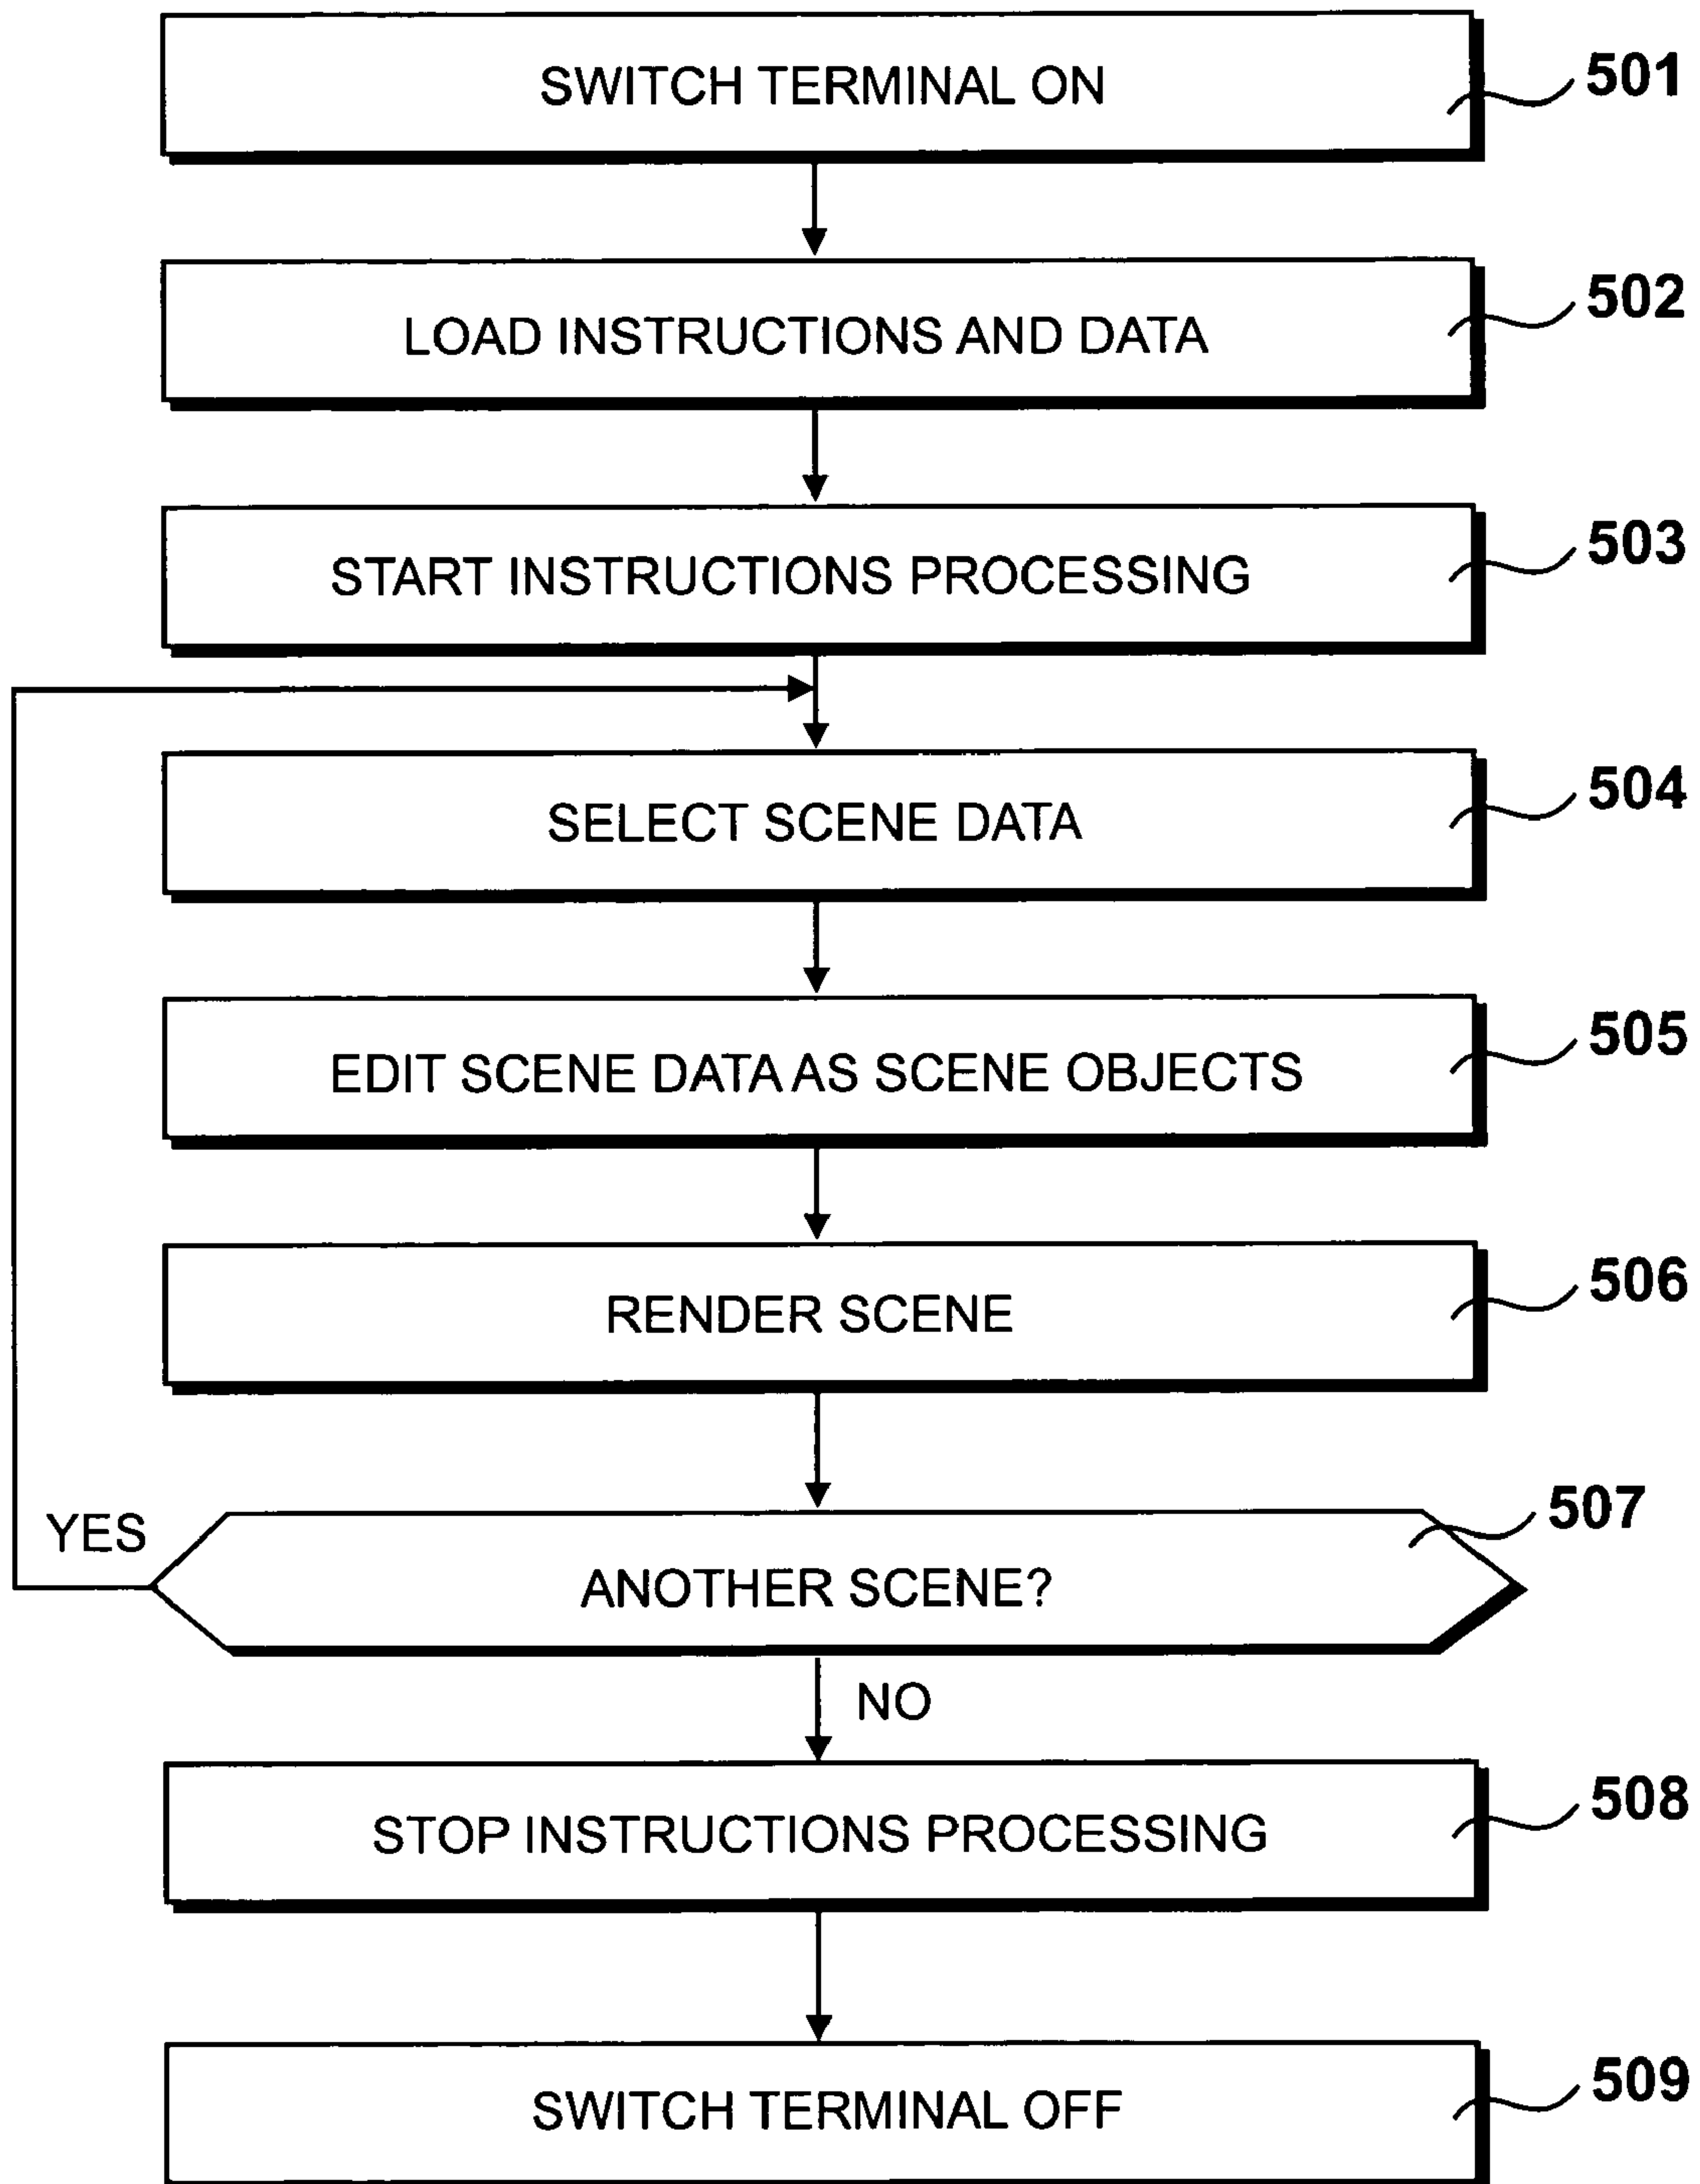 SWITCH TERMINAL ON
501
LOAD INSTRUCTIONS AND DATA
502
START INSTRUCTIONS PROCESSING
503
SELECT SCENE DATA
504
EDIT SCENE DATA AS SCENE OBJECTS
505
RENDER SCENE
506
YES
ANOTHER SCENE?
507
NO
STOP INSTRUCTIONS PROCESSING
508
SWITCH TERMINAL OFF
509